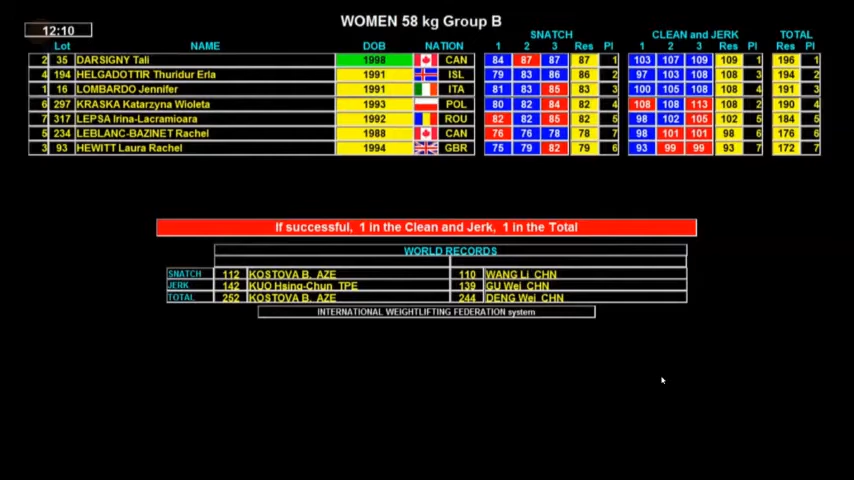 WOMEN 58 kg Group B
12:10
SNATCH CLEAN and JERK TOTAL
Lot NAME DOB NATION 1 2 3 Res Pl 1 2 3 Res Pl Res Pl
2 35 DARSIGNY Tali 1998 CAN 84 87 87 87 1 103 107 109 109 1 196 1
4 194 HELGADOTTIR Thuridur Erla 1991 ISL 79 83 86 86 2 97 103 108 108 3 194 2
1 16 LOMBARDO Jennifer 1991 ITA 81 83 85 83 3 100 105 108 108 4 191 3
6 297 KRASKA Katarzyna Wioleta 1993 POL 80 82 84 82 4 108 108 113 108 2 190 4
7 317 LEPSA Irina-Lacramioara 1992 ROU 82 82 85 82 5 98 102 105 102 5 184 5
5 234 LEBLANC-BAZINET Rachel 1988 CAN 76 76 78 78 7 98 101 101 98 6 176 6
3 93 HEWITT Laura Rachel 1994 GBR 75 79 82 79 6 93 99 99 93 7 172 7
If successful, 1 in the Clean and Jerk, 1 in the Total
WORLD RECORDS
SNATCH 112 KOSTOVA B. AZE 110 WANG Li CHN
JERK 142 KUO Hsing-Chun TPE 139 GU Wei CHN
TOTAL 252 KOSTOVA B. AZE 244 DENG Wei CHN
INTERNATIONAL WEIGHTLIFTING FEDERATION system